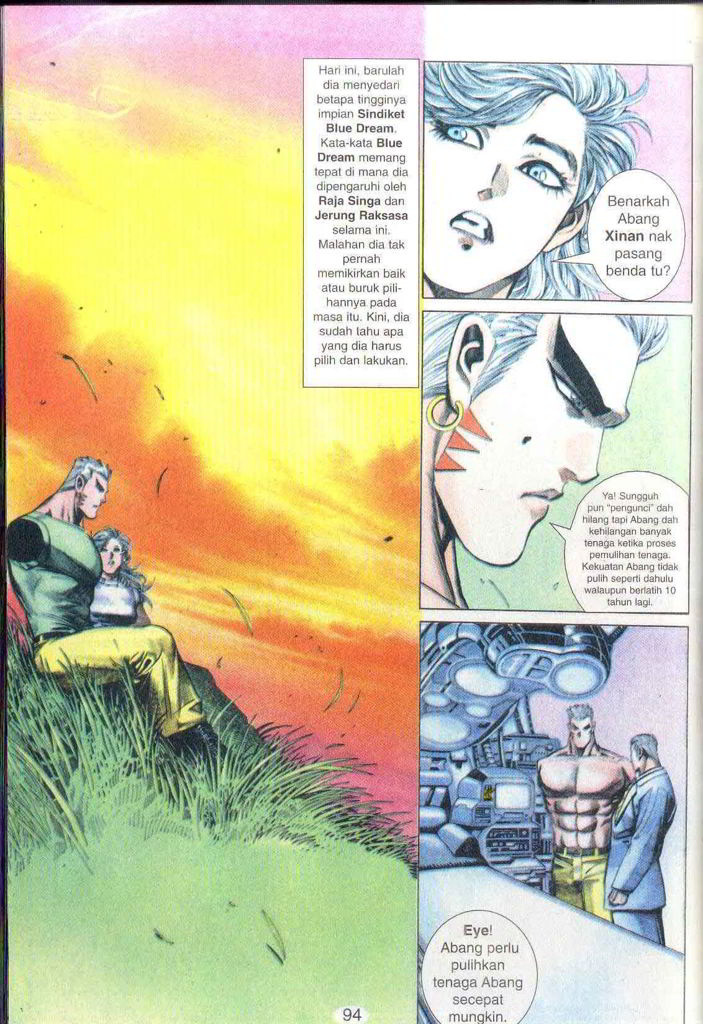 Hari ini, barulah
dia menyedari
betapa tingginya
impian Sindiket
Blue Dream.
Kata-kata Blue
Dream memang
tepat di mana dia
dipengaruhi oleh
Raja Singa dan
Jerung Raksasa
selama ini.
Malahan dia tak
pernah
memikirkan baik
atau buruk pili-
hannya pada
masa itu. Kini, dia
sudah tahu apa
yang dia harus
pilih dan lakukan.
Benarkah
Abang
Xinan nak
pasang
benda tu?
Ya! Sungguh
pun "pengunci" dah
hilang tapi Abang dah
kehilangan banyak
tenaga ketika proses
pemulihan tenaga.
Kekuatan Abang tidak
pulih seperti dahulu
walaupun berlatih 10
tahun lagi.
Eye!
Abang perlu
pulihkan
tenaga Abang
secepat
mungkin.
94